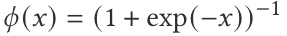 ϕ(x) = (1 + exp(−x))⁻¹